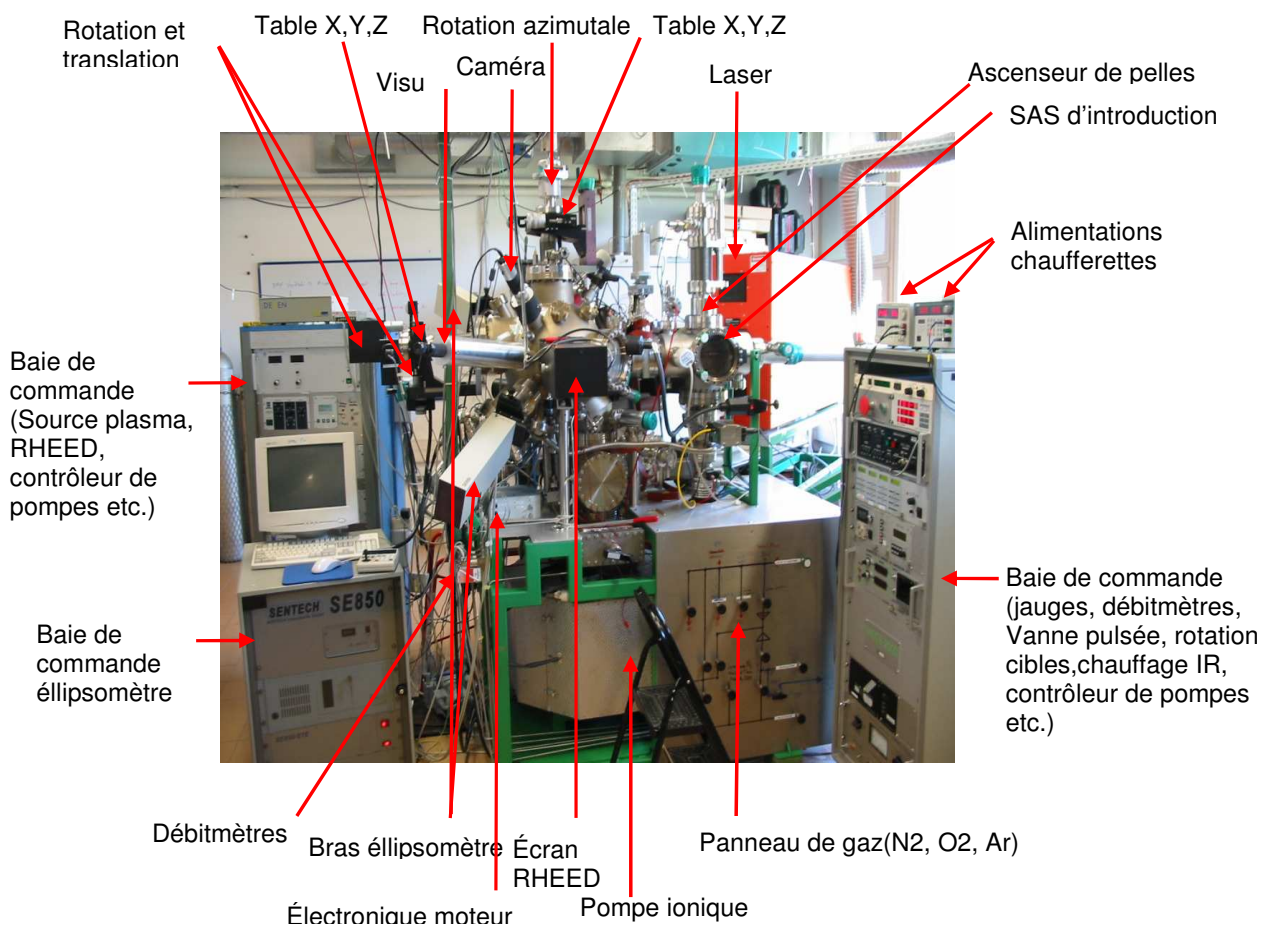 Rotation et
translation
Table X,Y,Z
Rotation azimutale
Table X,Y,Z
Visu
Caméra
Laser
Ascenseur de pelles
SAS d'introduction
Alimentations
chaufferettes
Baie de
commande
(Source plasma,
RHEED,
contrôleur de
pompes etc.)
SENTECH SE850
Baie de
commande
éllipsomètre
Baie de commande
(jauges, débitmètres,
Vanne pulsée, rotation
cibles,chauffage IR,
contrôleur de pompes
etc.)
Débitmètres
Bras éllipsomètre
Écran
RHEED
Panneau de gaz(N2, O2, Ar)
Électronique moteur
Pompe ionique